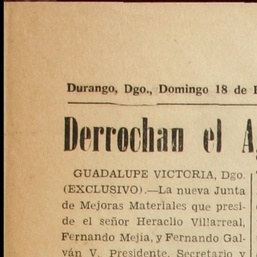 Durango, Dgo., Domingo 18 de
Derrochan el
GUADALUPE VICTORIA, Dgo.
(EXCLUSIVO).—La nueva Junta
de Mejoras Materiales que presi-
de el señor Heraclio Villarreal,
Fernando Mejía, y Fernando Gal-
ván V. Presidente, Secretario y